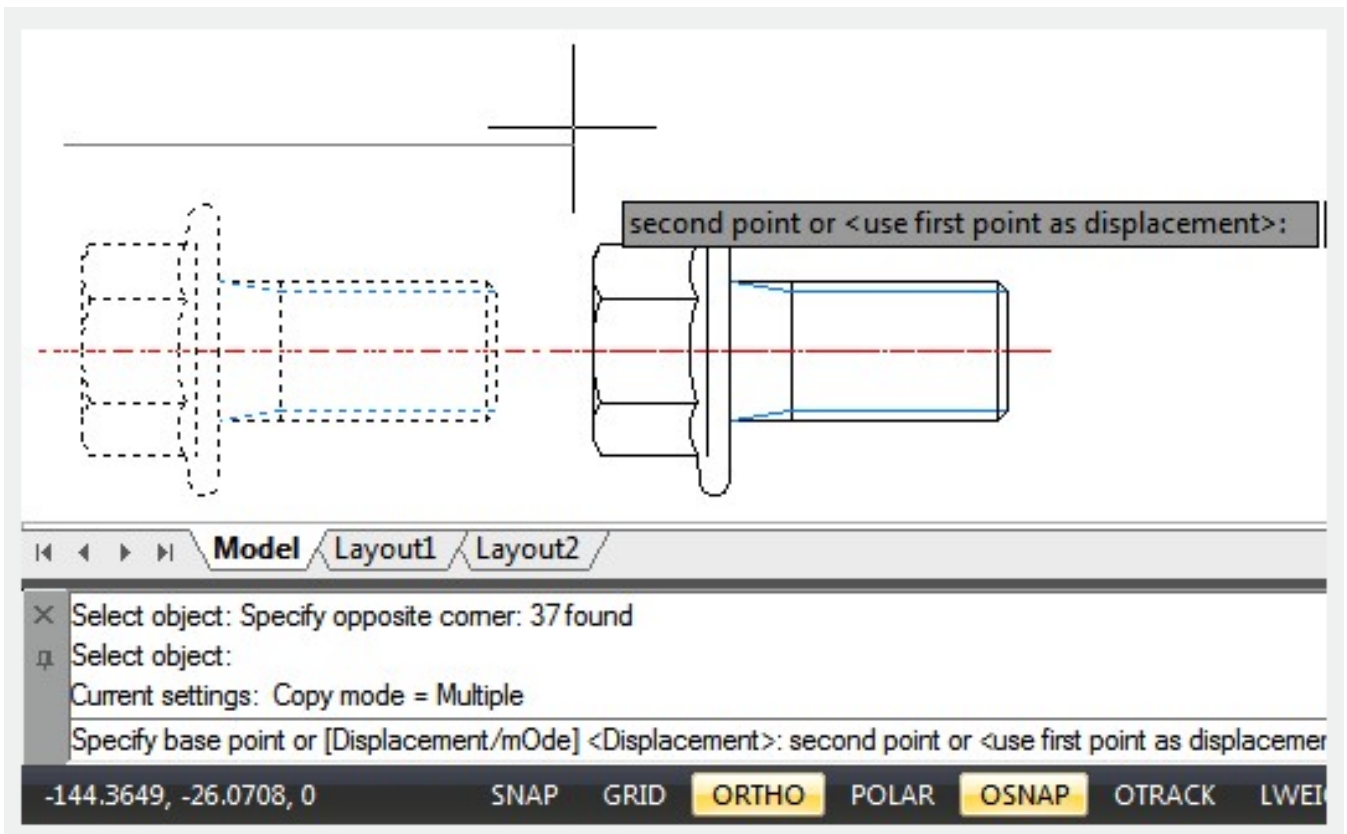 second point or <use first point as displacement>:
Model Layout1 Layout2
Select object: Specify opposite corner: 37 found
Select object:
Current settings:  Copy mode = Multiple
Specify base point or [Displacement/mOde] <Displacement>: second point or <use first point as displacemer
-144.3649, -26.0708, 0 SNAP GRID ORTHO POLAR OSNAP OTRACK LWEI